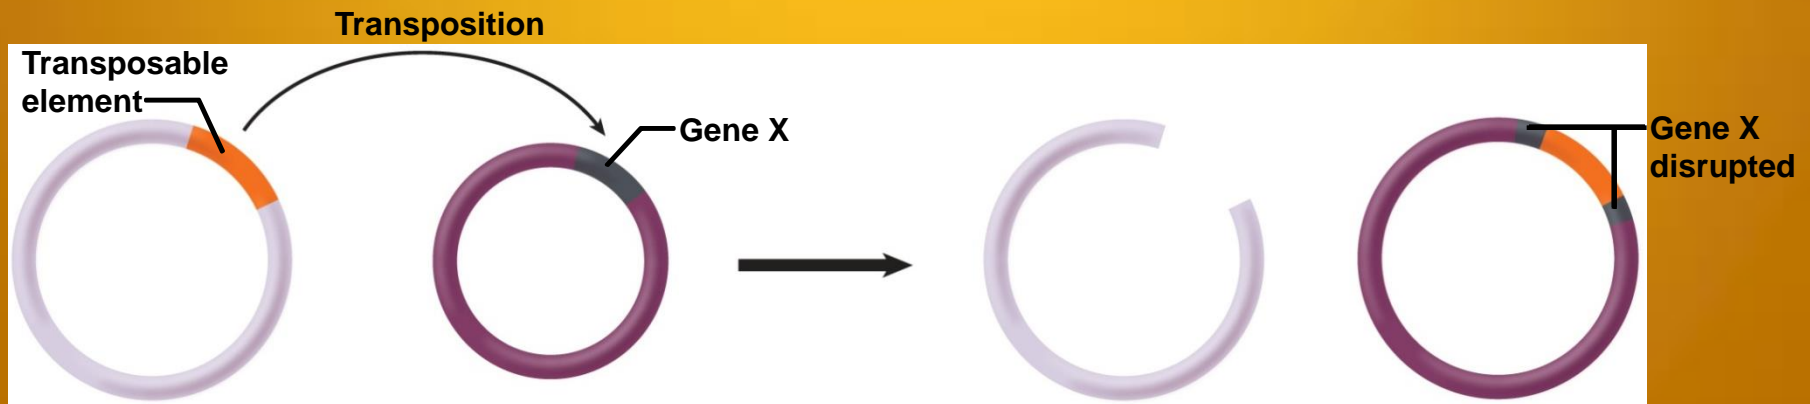 Transposition
Transposable
element
Gene X
Gene X
disrupted